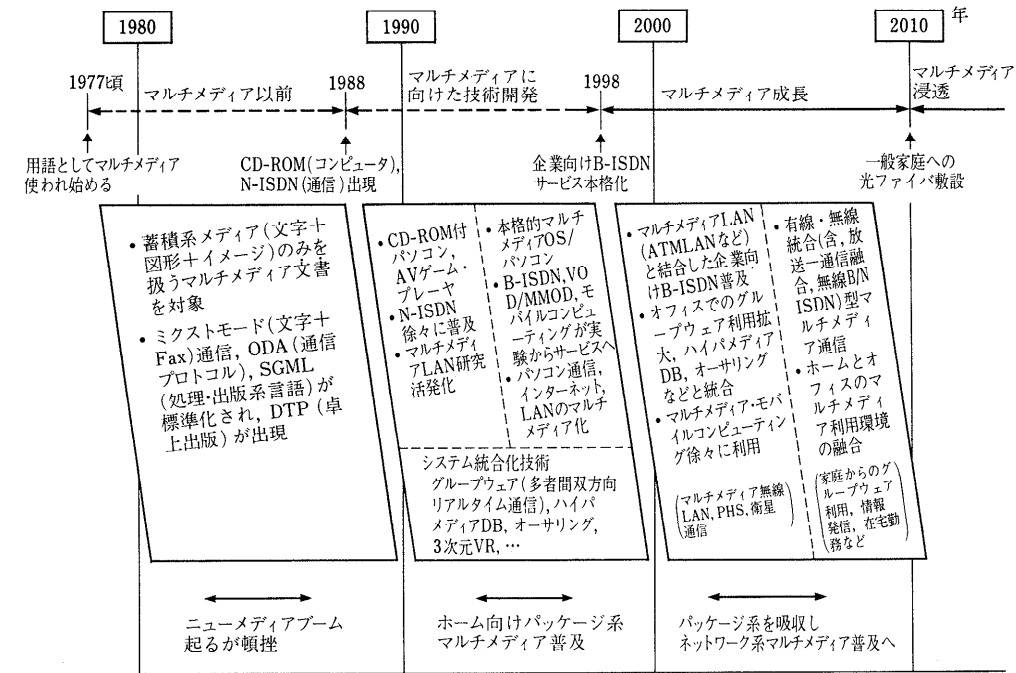 1980
1990
2000
2010
年
1977頃
マルチメディア以前
1988
マルチメディアに
向けた技術開発
1998
マルチメディア成長
マルチメディア
浸透
用語としてマルチメディア
使われ始める
CD-ROM(コンピュータ),
N-ISDN(通信)出現
企業向けB-ISDN
サービス本格化
一般家庭への
光ファイバ敷設
• 蓄積系メディア(文字＋
図形＋イメージ)のみを
扱うマルチメディア文書
を対象
• ミクストモード(文字＋
Fax)通信, ODA(通信
プロトコル), SGML
(処理・出版系言語)が
標準化され, DTP(卓
上出版)が出現
• CD-ROM付
パソコン,
AVゲーム・
プレーヤ
• N-ISDN
徐々に普及
• マルチメデ
ィアLAN研究
活発化
• 本格的マルチ
メディアOS/
パソコン
• B-ISDN,VO
D/MMOD, モ
バイルコンピュ
ーティングが実
験からサービスへ
• パソコン通信,
インターネット,
LANのマルチ
メディア化
システム統合化技術
グループウェア(多者間双方向
リアルタイム通信), ハイパ
メディアDB, オーサリング,
3次元VR, …
• マルチメディアLAN
(ATMLANなど)
と結合した企業向
けB-ISDN普及
• オフィスでのグル
ープウェア利用拡
大, ハイパメディア
DB, オーサリング
などと統合
• マルチメディア・モバ
イルコンピューティン
グ徐々に利用
(マルチメディア無線
LAN, PHS, 衛星
通信)
• 有線・無線
統合(含, 放
送―通信融
合, 無線B/N
ISDN)型マ
ルチメディ
ア通信
• ホームとオ
フィスのマ
ルチメディ
ア利用環境
の融合
(家庭からのグ
ループウェア
利用, 情報
発信, 在宅勤
務など)
ニューメディアブーム
起るが頓挫
ホーム向けパッケージ系
マルチメディア普及
パッケージ系を吸収し
ネットワーク系マルチメディア普及へ